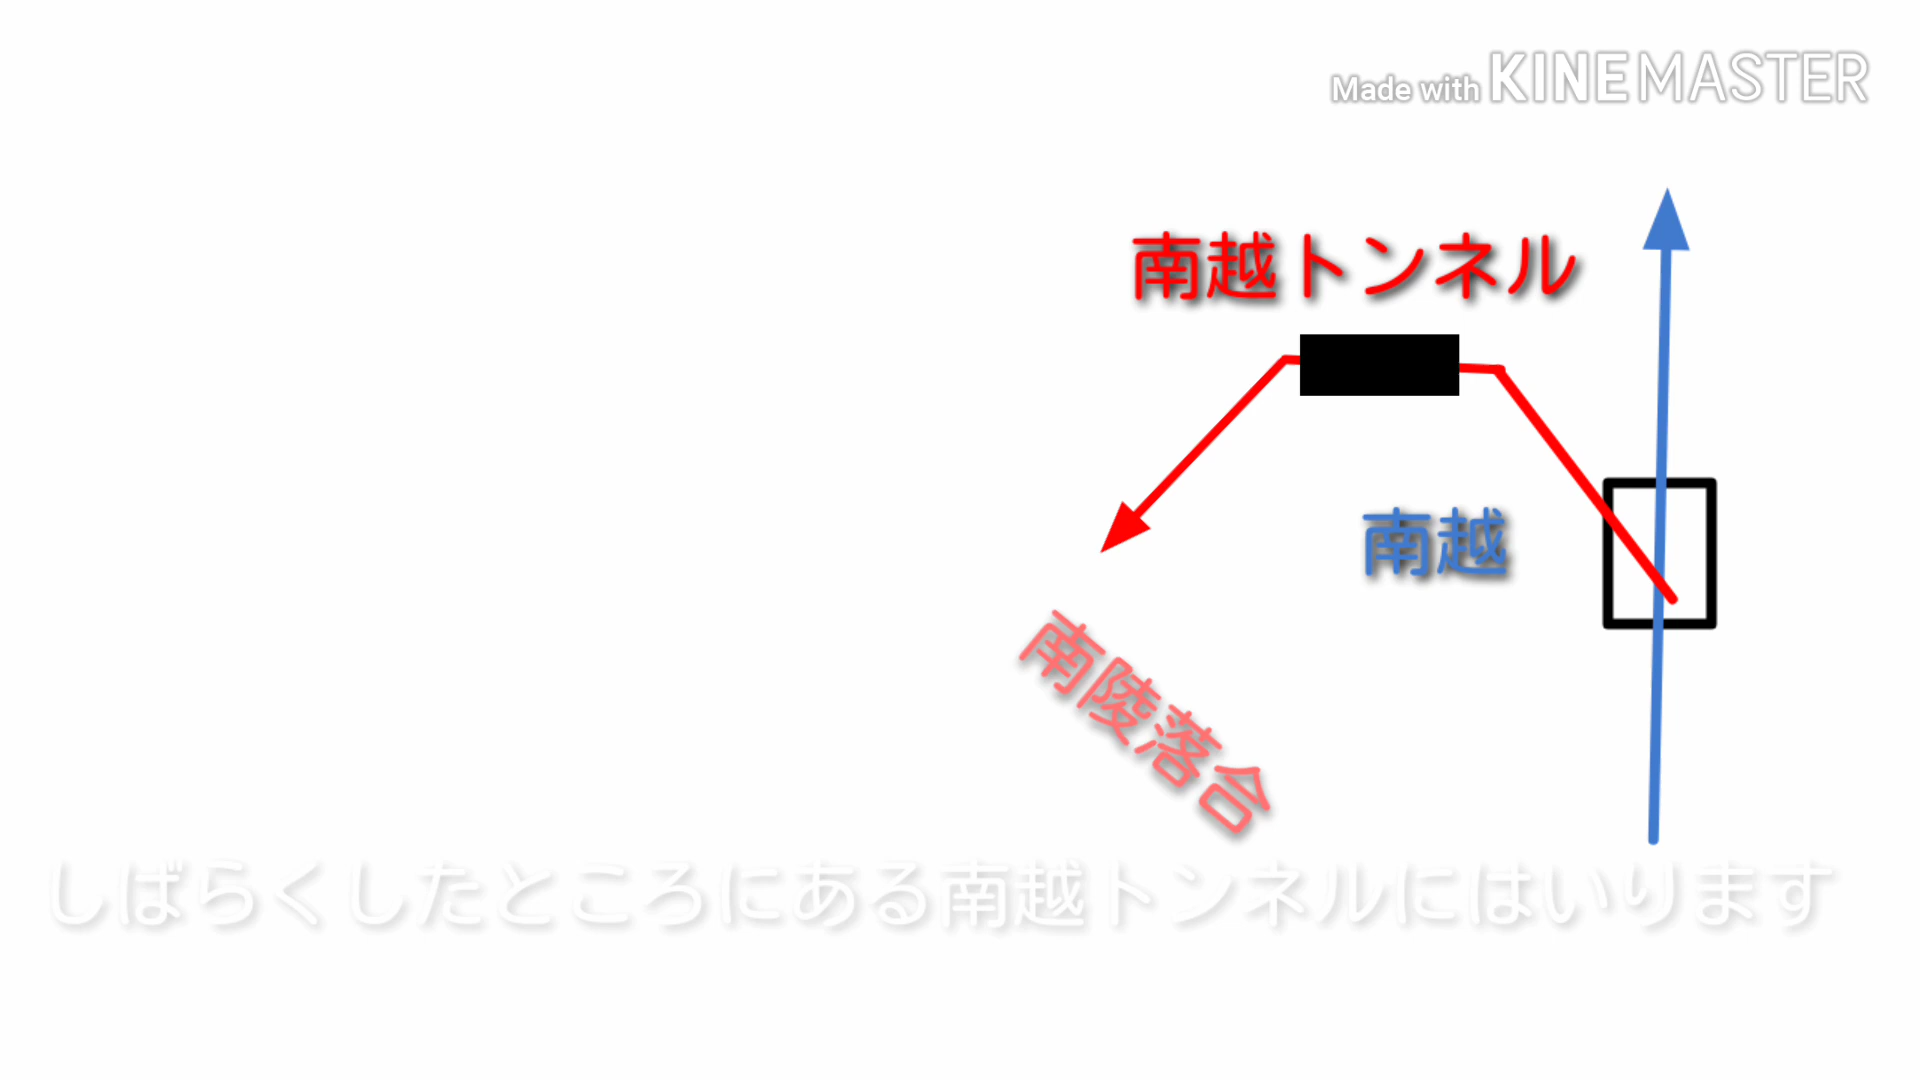 Made with KINEMASTER
南越トンネル
南越
南陵落合
しばらくしたところにある南越トンネルにはいります